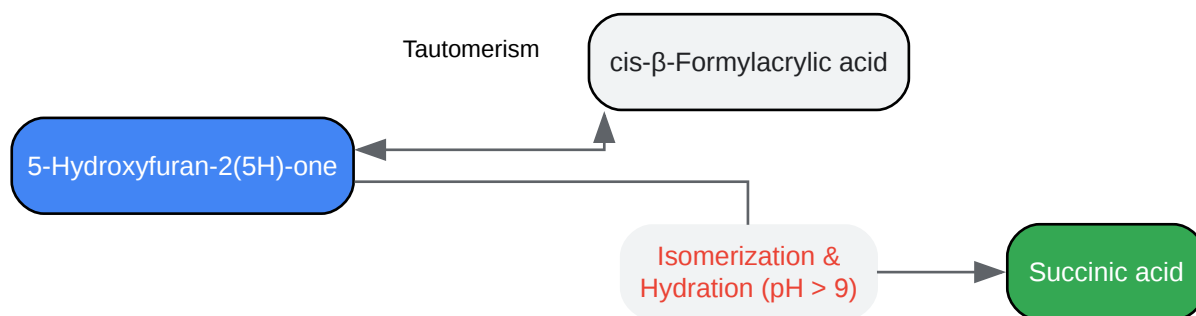 Tautomerism
cis-β-Formylacrylic acid
5-Hydroxyfuran-2(5H)-one
Isomerization &
Hydration (pH > 9)
Succinic acid